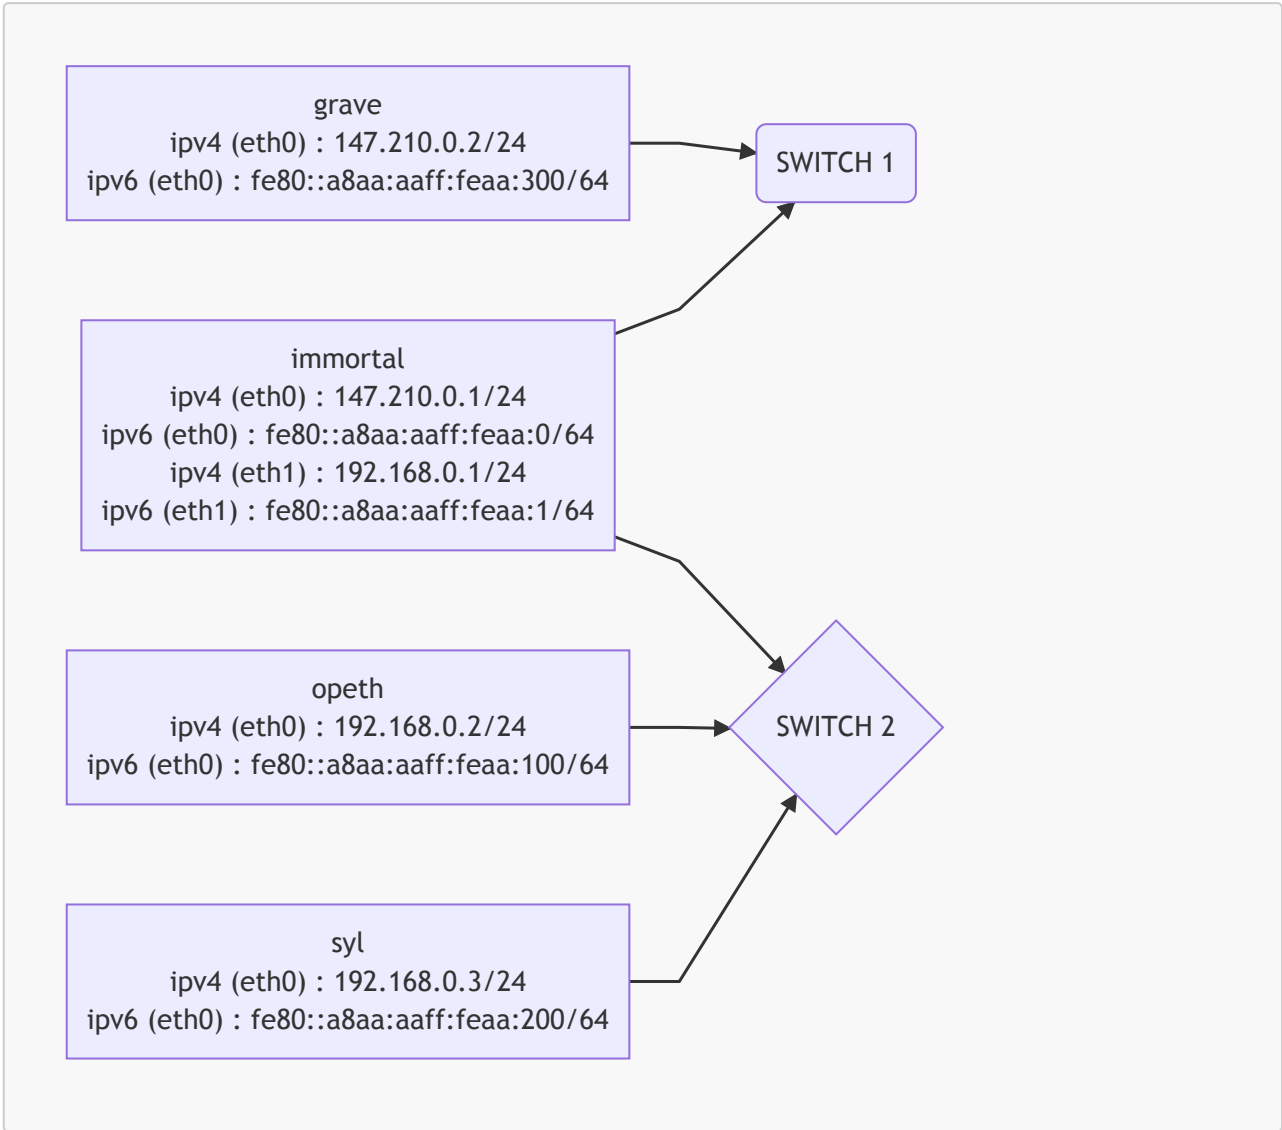 grave
ipv4 (eth0) : 147.210.0.2/24
ipv6 (eth0) : fe80::a8aa:aaff:feaa:300/64
SWITCH 1
immortal
ipv4 (eth0) : 147.210.0.1/24
ipv6 (eth0) : fe80::a8aa:aaff:feaa:0/64
ipv4 (eth1) : 192.168.0.1/24
ipv6 (eth1) : fe80::a8aa:aaff:feaa:1/64
opeth
ipv4 (eth0) : 192.168.0.2/24
ipv6 (eth0) : fe80::a8aa:aaff:feaa:100/64
SWITCH 2
syl
ipv4 (eth0) : 192.168.0.3/24
ipv6 (eth0) : fe80::a8aa:aaff:feaa:200/64